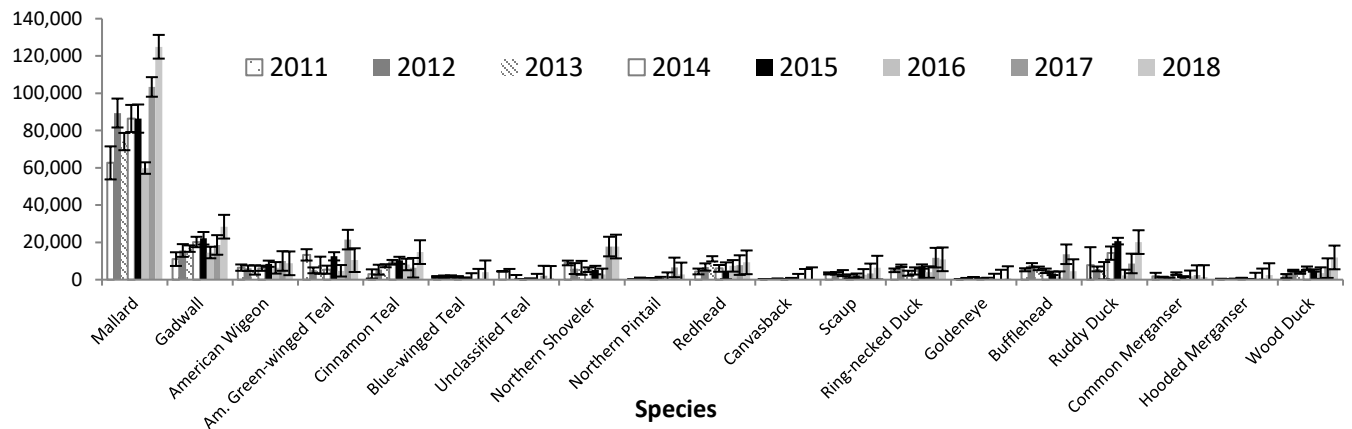 140,000
120,000
100,000
80,000
60,000
40,000
20,000
0
2011 2012 2013 2014 2015 2016 2017 2018
Mallard
Gadwall
American Wigeon
Am. Green-winged Teal
Cinnamon Teal
Blue-winged Teal
Unclassified Teal
Northern Shoveler
Northern Pintail
Redhead
Canvasback
Scaup
Ring-necked Duck
Goldeneye
Bufflehead
Ruddy Duck
Common Merganser
Hooded Merganser
Wood Duck
Species